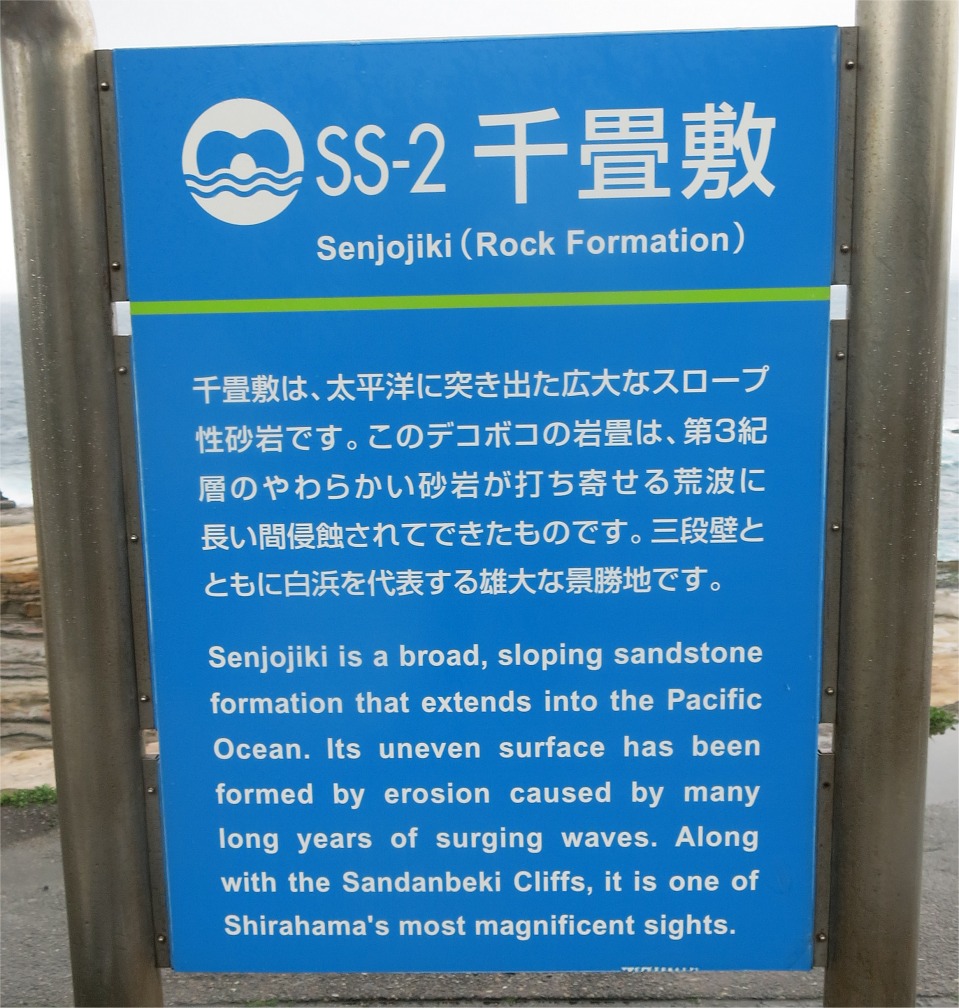 SS-2 千畳敷
Senjojiki（Rock Formation）
千畳敷は、太平洋に突き出た広大なスロープ
性砂岩です。このデコボコの岩畳は、第3紀
層のやわらかい砂岩が打ち寄せる荒波に
長い間侵蝕されてできたものです。三段壁と
ともに白浜を代表する雄大な景勝地です。
Senjojiki is a broad, sloping sandstone
formation that extends into the Pacific
Ocean. Its uneven surface has been
formed by erosion caused by many
long years of surging waves. Along
with the Sandanbeki Cliffs, it is one of
Shirahama's most magnificent sights.